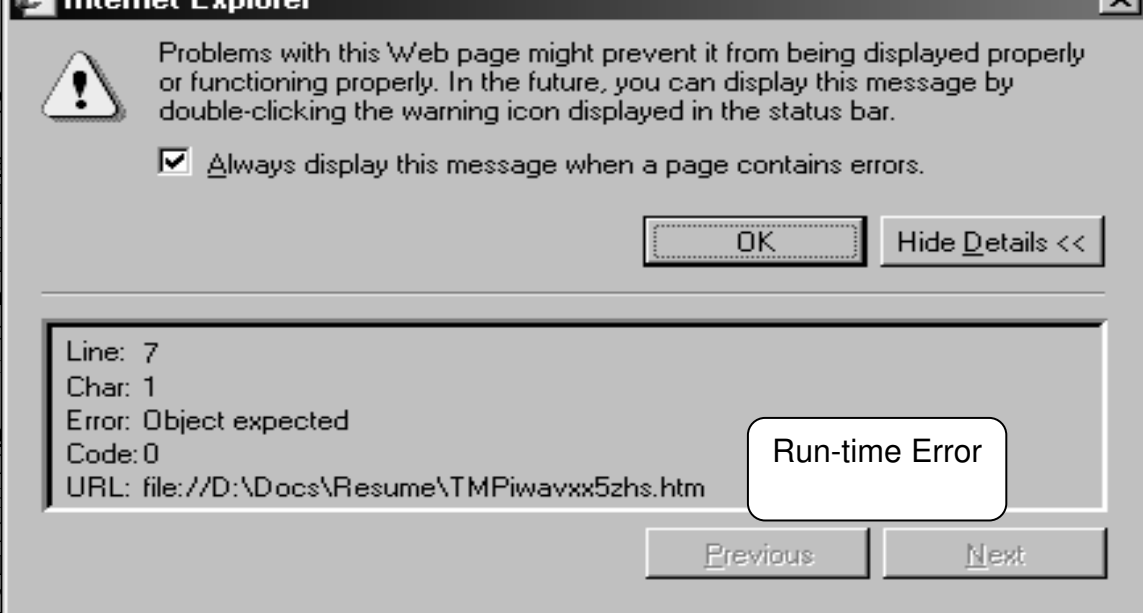 Internet Explorer
Problems with this Web page might prevent it from being displayed properly
or functioning properly. In the future, you can display this message by
double-clicking the warning icon displayed in the status bar.
Always display this message when a page contains errors.
OK
Hide Details <<
Line: 7
Char: 1
Error: Object expected
Code: 0
URL: file://D:\Docs\Resume\TMPiwavxx5zhs.htm
Run-time Error
Previous
Next